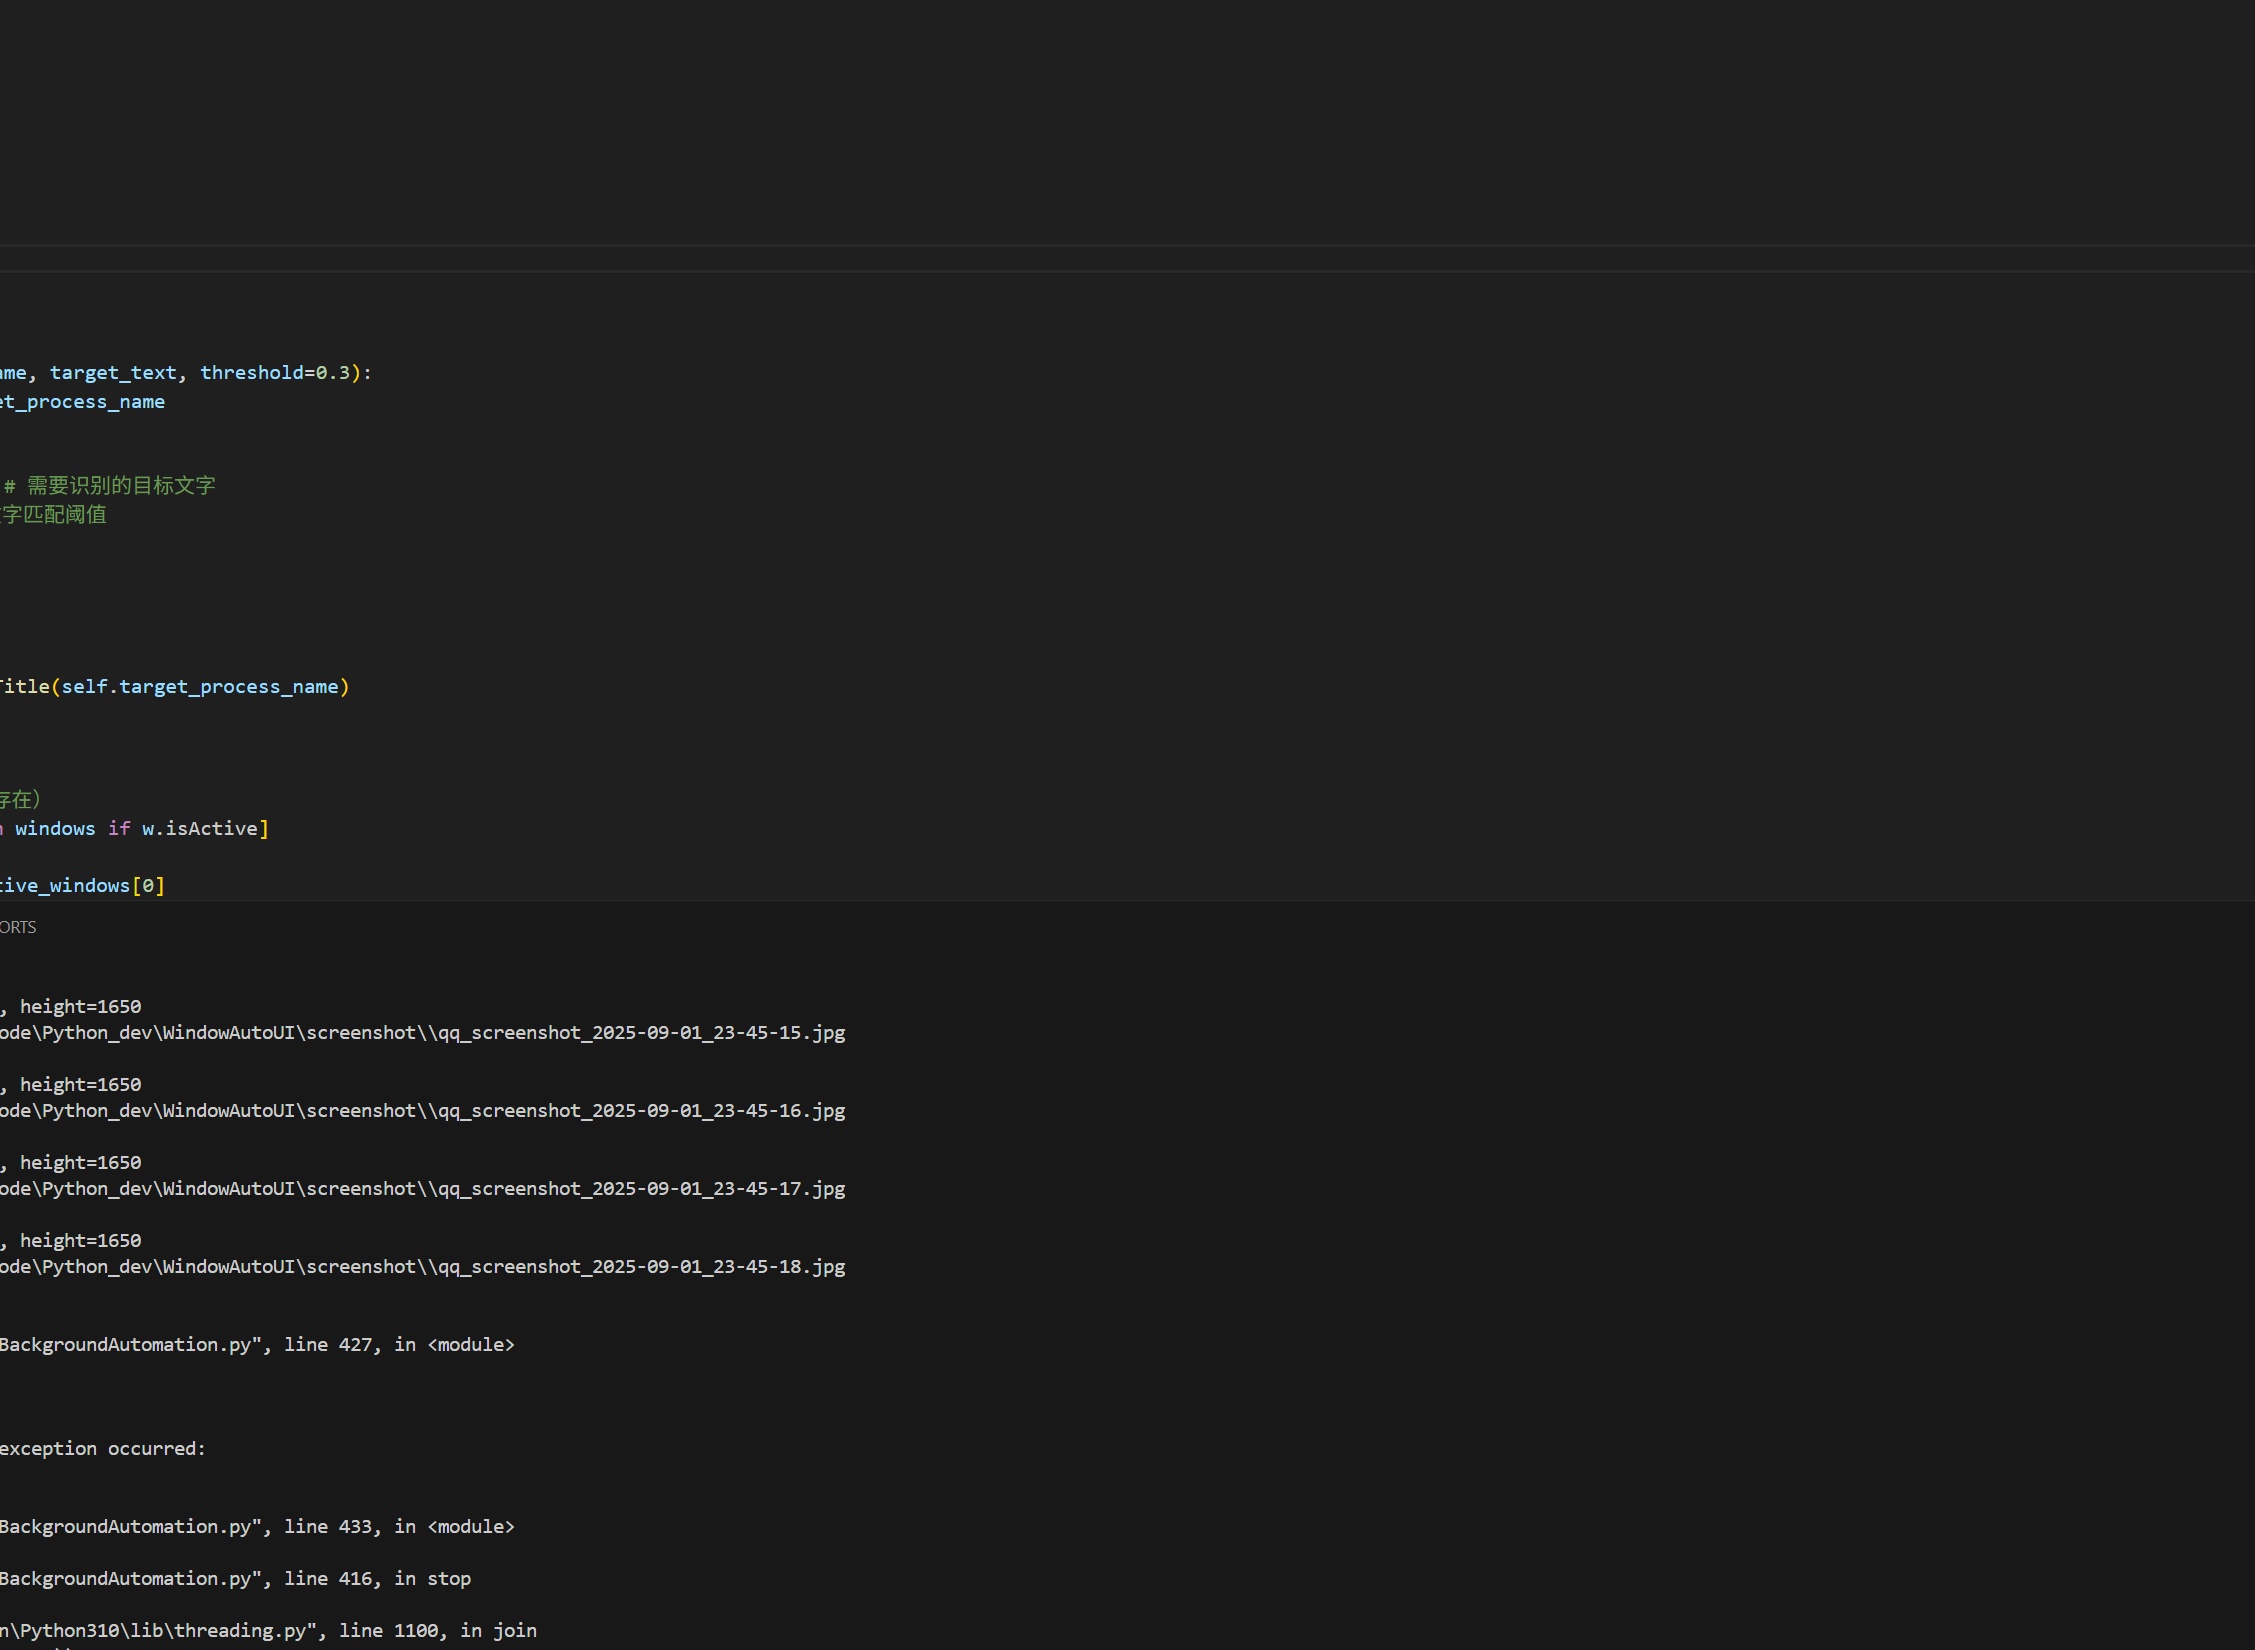 ame, target_text, threshold=0.3):
et_process_name
# 需要识别的目标文字
字匹配阈值
Title(self.target_process_name)
存在）
n windows if w.isActive]
tive_windows[0]
ORTS
, height=1650
ode\Python_dev\WindowAutoUI\screenshot\\qq_screenshot_2025-09-01_23-45-15.jpg
, height=1650
ode\Python_dev\WindowAutoUI\screenshot\\qq_screenshot_2025-09-01_23-45-16.jpg
, height=1650
ode\Python_dev\WindowAutoUI\screenshot\\qq_screenshot_2025-09-01_23-45-17.jpg
, height=1650
ode\Python_dev\WindowAutoUI\screenshot\\qq_screenshot_2025-09-01_23-45-18.jpg
BackgroundAutomation.py", line 427, in <module>
exception occurred:
BackgroundAutomation.py", line 433, in <module>
BackgroundAutomation.py", line 416, in stop
n\Python310\lib\threading.py", line 1100, in join